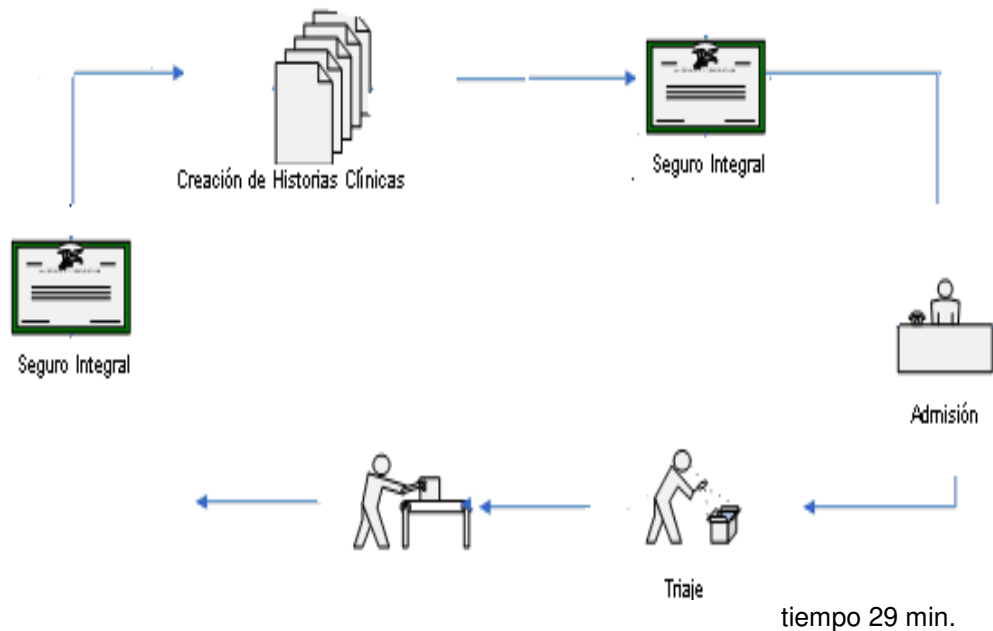 Creación de Historias Clínicas
Seguro Integral
Seguro Integral
Admisión
Triaje
tiempo 29 min.